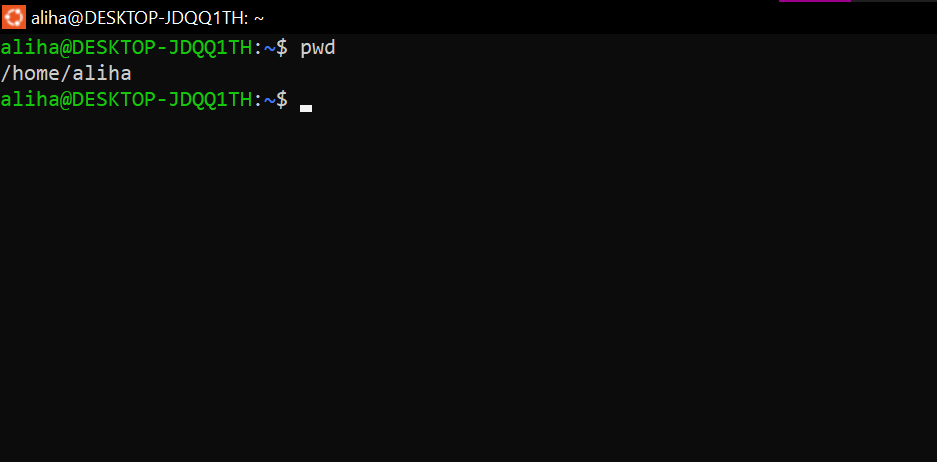 aliha@DESKTOP-JDQQ1TH: ~
aliha@DESKTOP-JDQQ1TH:~$ pwd
/home/aliha
aliha@DESKTOP-JDQQ1TH:~$